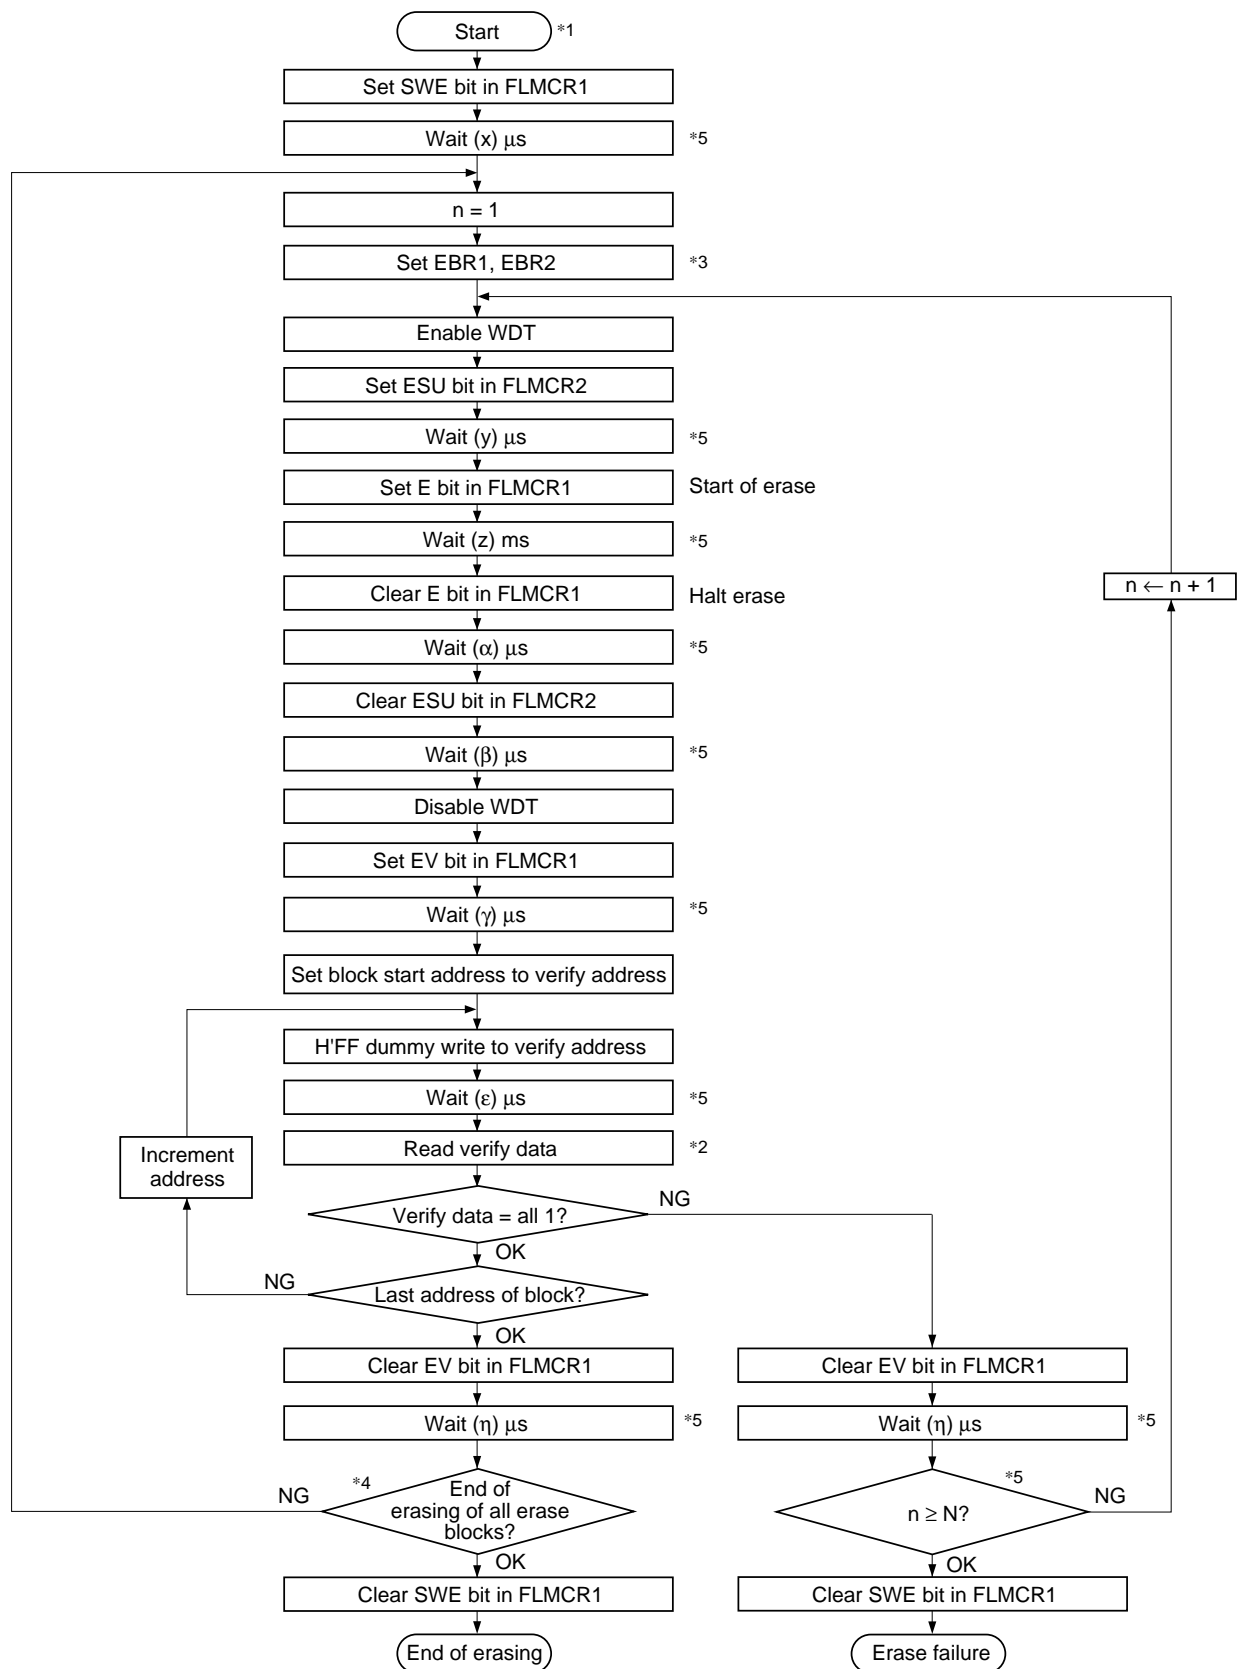 Start *1
Set SWE bit in FLMCR1
Wait (x) μs *5
n = 1
Set EBR1, EBR2 *3
Enable WDT
Set ESU bit in FLMCR2
Wait (y) μs *5
Set E bit in FLMCR1 Start of erase
Wait (z) ms *5
n ← n + 1
Clear E bit in FLMCR1 Halt erase
Wait (α) μs *5
Clear ESU bit in FLMCR2
Wait (β) μs *5
Disable WDT
Set EV bit in FLMCR1
Wait (γ) μs *5
Set block start address to verify address
H'FF dummy write to verify address
Wait (ε) μs *5
Read verify data *2
Increment
address
Verify data = all 1? NG
OK
NG Last address of block?
OK
Clear EV bit in FLMCR1 Clear EV bit in FLMCR1
Wait (η) μs *5 Wait (η) μs *5
NG *4
End of
erasing of all erase
blocks?
*5
n ≥ N? NG
OK OK
Clear SWE bit in FLMCR1 Clear SWE bit in FLMCR1
End of erasing Erase failure